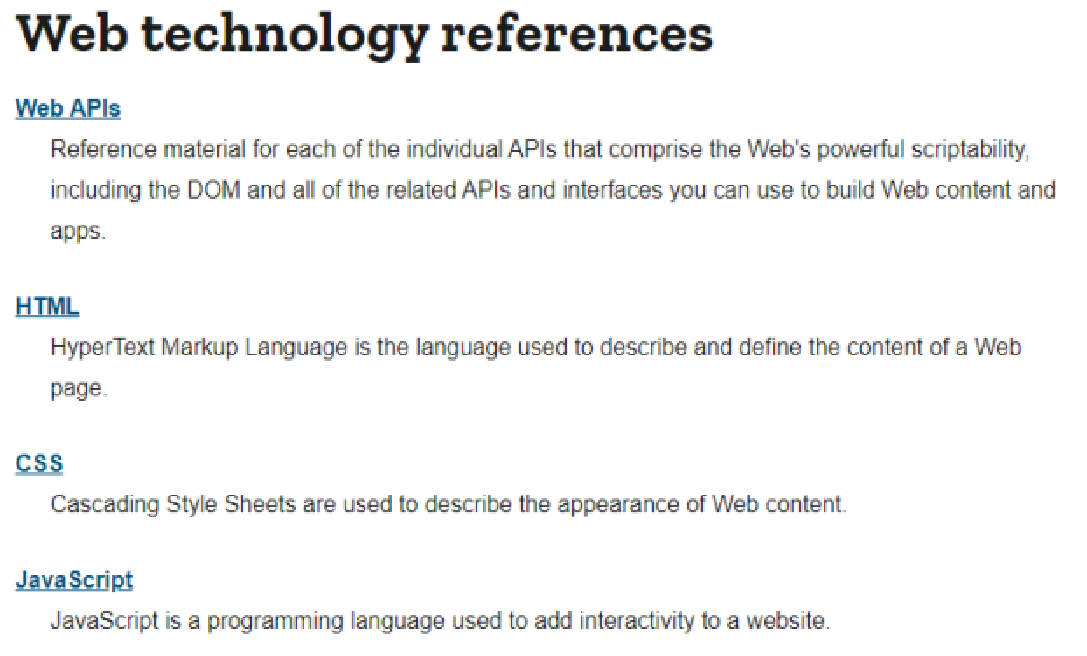 Web technology references
Web APIs
Reference material for each of the individual APIs that comprise the Web's powerful scriptability,
including the DOM and all of the related APIs and interfaces you can use to build Web content and
apps.
HTML
HyperText Markup Language is the language used to describe and define the content of a Web
page.
CSS
Cascading Style Sheets are used to describe the appearance of Web content.
JavaScript
JavaScript is a programming language used to add interactivity to a website.